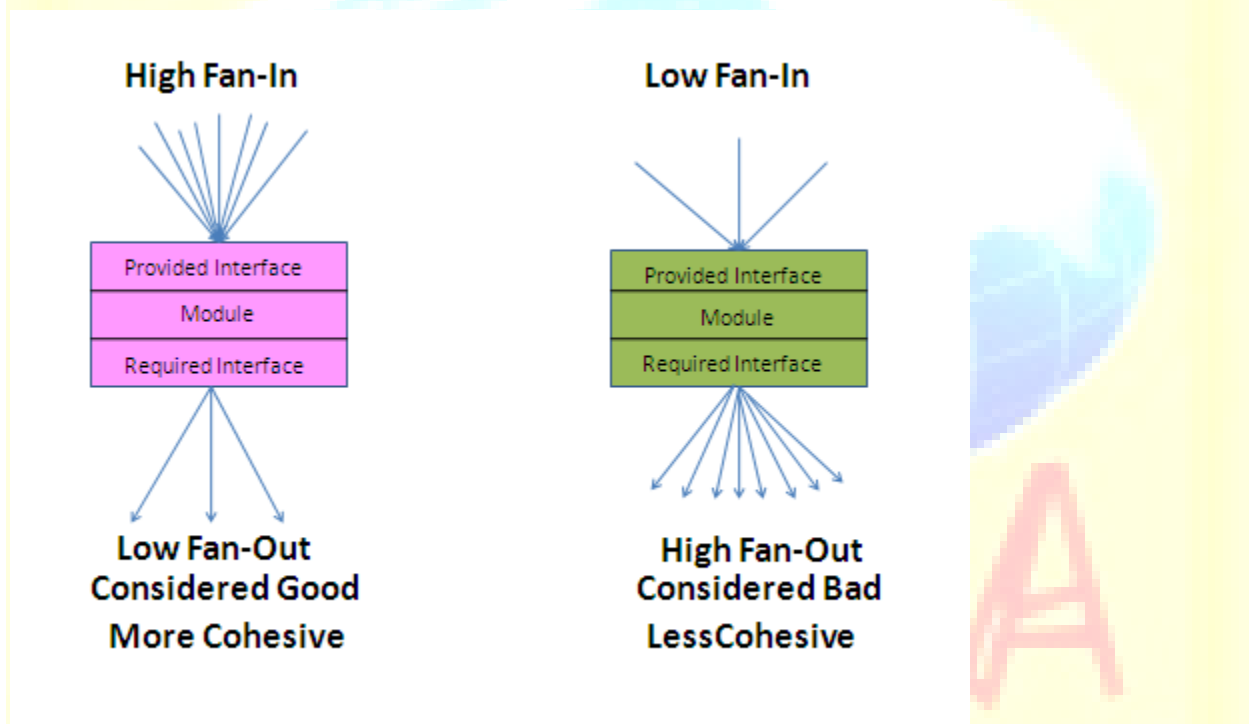 High Fan-In
Provided Interface
Module
Required Interface
Low Fan-Out
Considered Good
More Cohesive
Low Fan-In
Provided Interface
Module
Required Interface
High Fan-Out
Considered Bad
LessCohesive
A